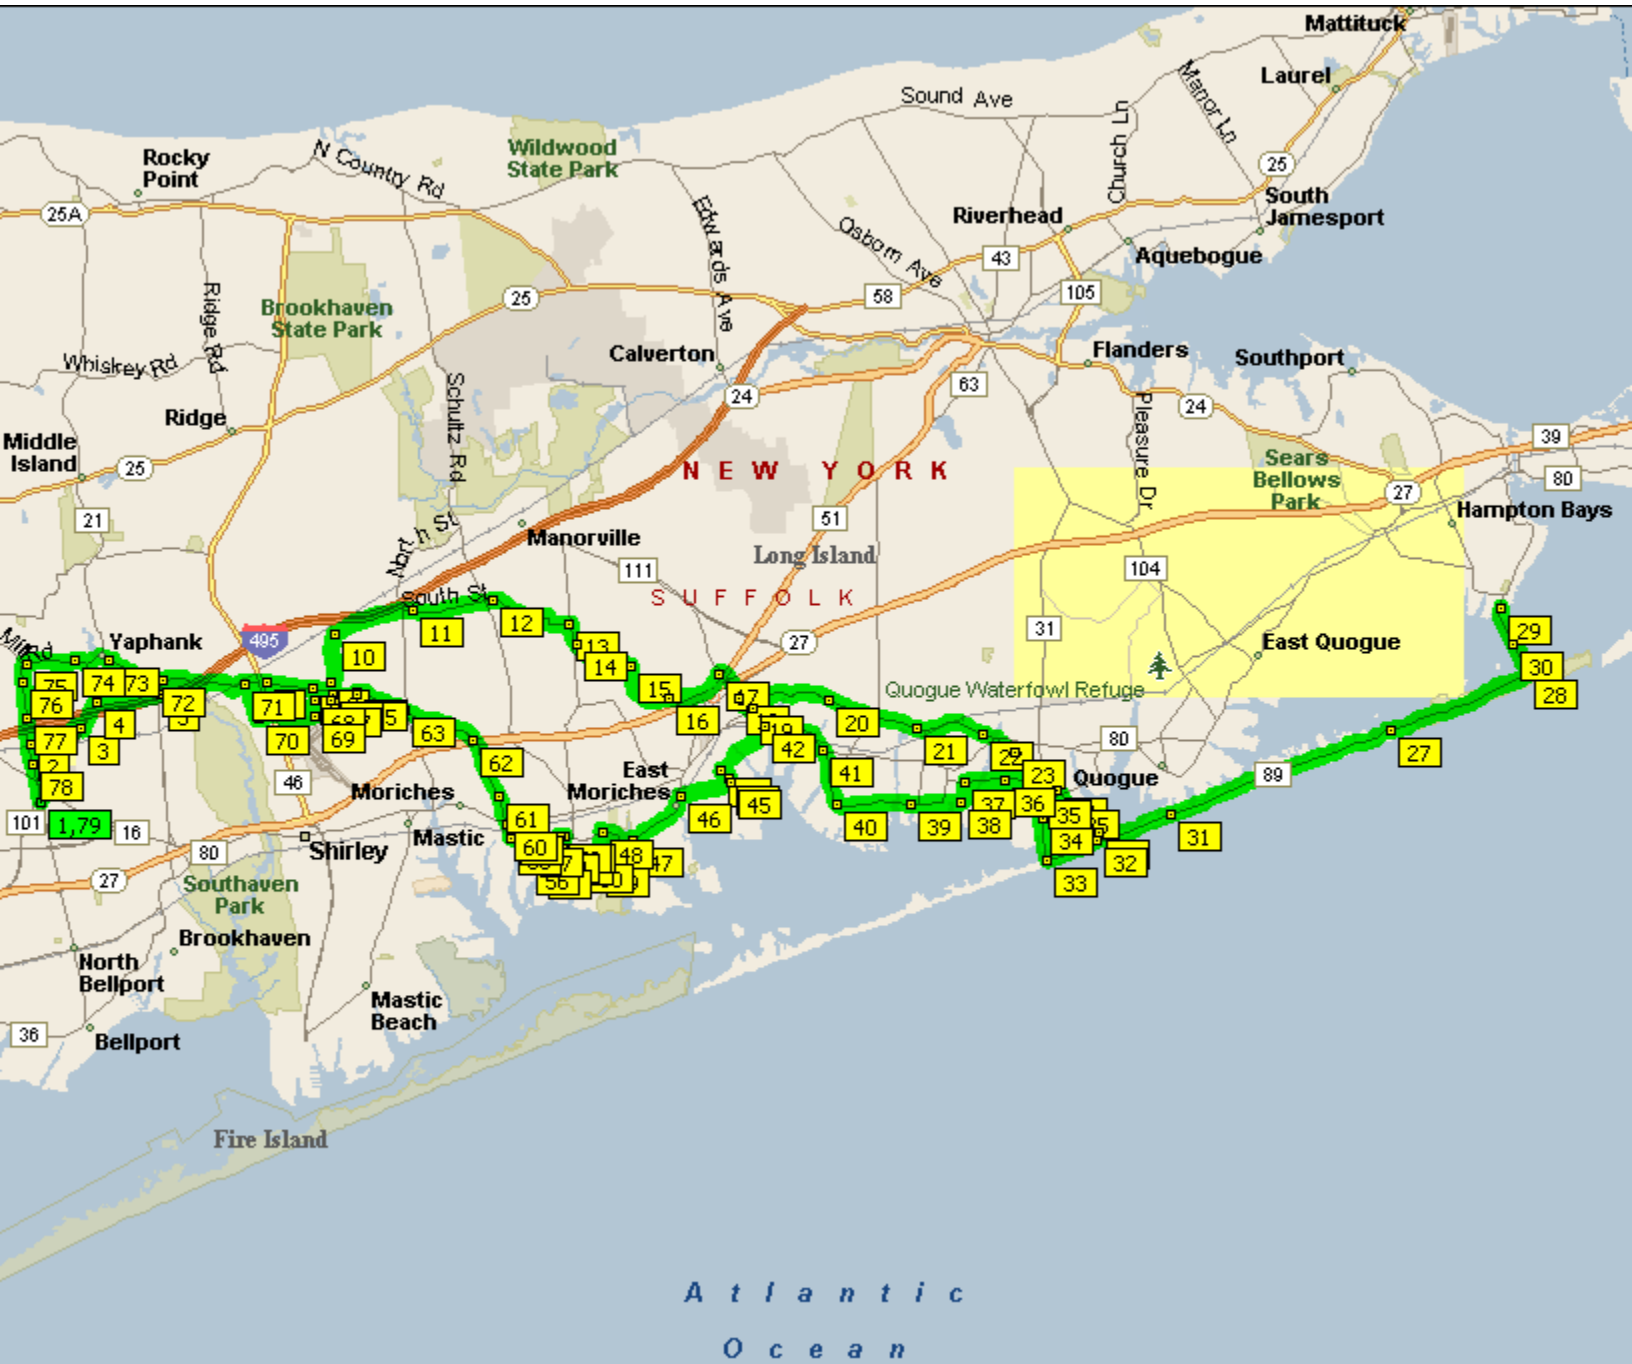 Mattituck
Laurel
Manor Ln
Sound Ave
Church Ln
Wildwood
State Park
N Country Rd
Rocky
Point
25
25A
South
Jamesport
Riverhead
Edwards Ave
Osborn Ave
43
Aquebogue
Ridge Rd
25
58
105
Brookhaven
State Park
Whiskey Rd
Calverton
Flanders
Southport
24
63
Schultz Rd
Pleasure Dr
24
Ridge
Middle
Island
25
39
NEW YORK
Sears
Bellows
Park
80
27
21
51
Hampton Bays
North St
Manorville
Long Island
111
104
South St
SUFFOLK
12
11
31
29
27
495
Yaphank
Mill Rd
13
14
10
East Quogue
30
28
75
74
73
76
72
71
15
17
16
Quogue Waterfowl Refuge
20
4
5
63
69
70
77
3
42
21
22
80
27
62
2
78
46
East
Moriches
41
23
Quogue
89
45
Moriches
101
1,79
16
61
46
40
39
37
38
36
35
34
31
Mastic
Shirley
80
60
48
47
56
32
33
27
Southaven
Park
Brookhaven
North
Bellport
Mastic
Beach
36
Bellport
Fire Island
Atlantic
Ocean